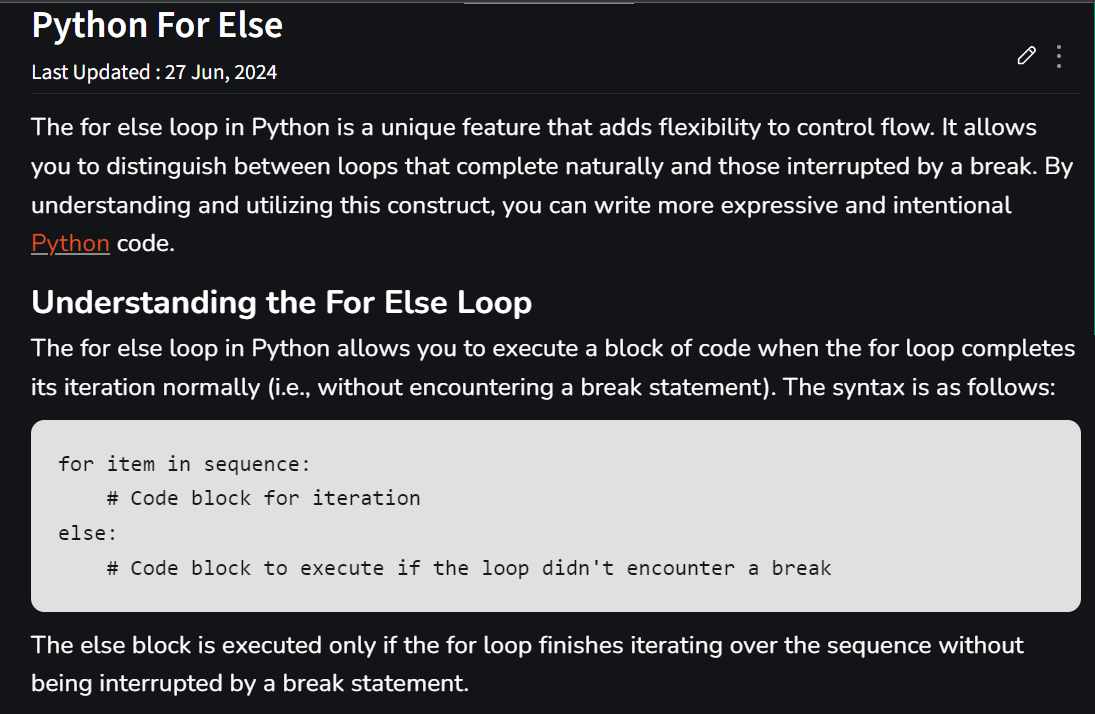 Python For Else
Last Updated : 27 Jun, 2024
The for else loop in Python is a unique feature that adds flexibility to control flow. It allows
you to distinguish between loops that complete naturally and those interrupted by a break. By
understanding and utilizing this construct, you can write more expressive and intentional
Python code.
Understanding the For Else Loop
The for else loop in Python allows you to execute a block of code when the for loop completes
its iteration normally (i.e., without encountering a break statement). The syntax is as follows:
for item in sequence:
    # Code block for iteration
else:
    # Code block to execute if the loop didn't encounter a break
The else block is executed only if the for loop finishes iterating over the sequence without
being interrupted by a break statement.